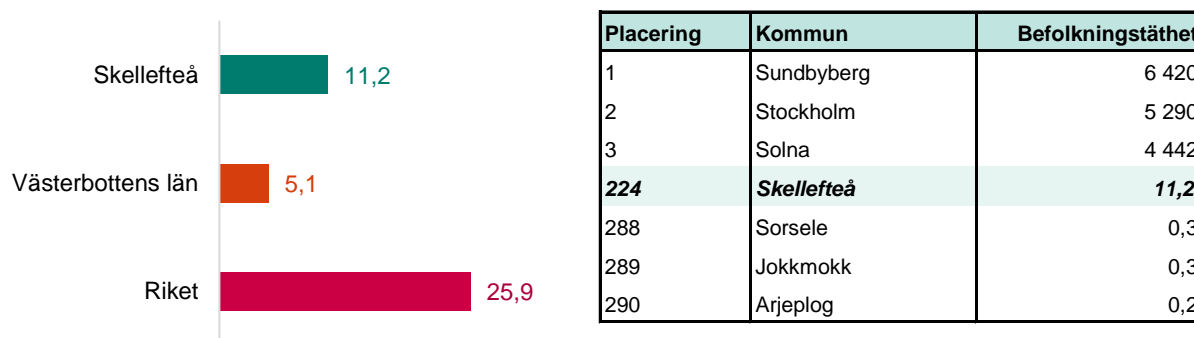 Skellefteå 11,2
Västerbottens län 5,1
Riket 25,9
Placering Kommun Befolkningstäthet
1 Sundbyberg 6 420
2 Stockholm 5 290
3 Solna 4 442
224 Skellefteå 11,2
288 Sorsele 0,3
289 Jokkmokk 0,3
290 Arjeplog 0,2